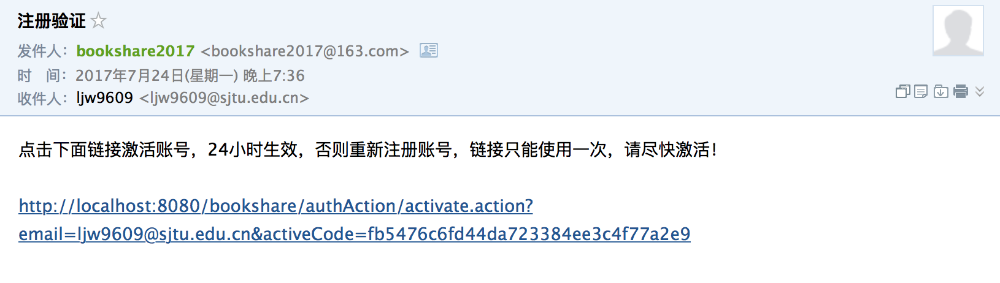 注册验证
发件人：bookshare2017 <bookshare2017@163.com>
时 间：2017年7月24日(星期一) 晚上7:36
收件人：ljw9609 <ljw9609@sjtu.edu.cn>
点击下面链接激活账号，24小时生效，否则重新注册账号，链接只能使用一次，请尽快激活！
http://localhost:8080/bookshare/authAction/activate.action?
email=ljw9609@sjtu.edu.cn&activeCode=fb5476c6fd44da723384ee3c4f77a2e9